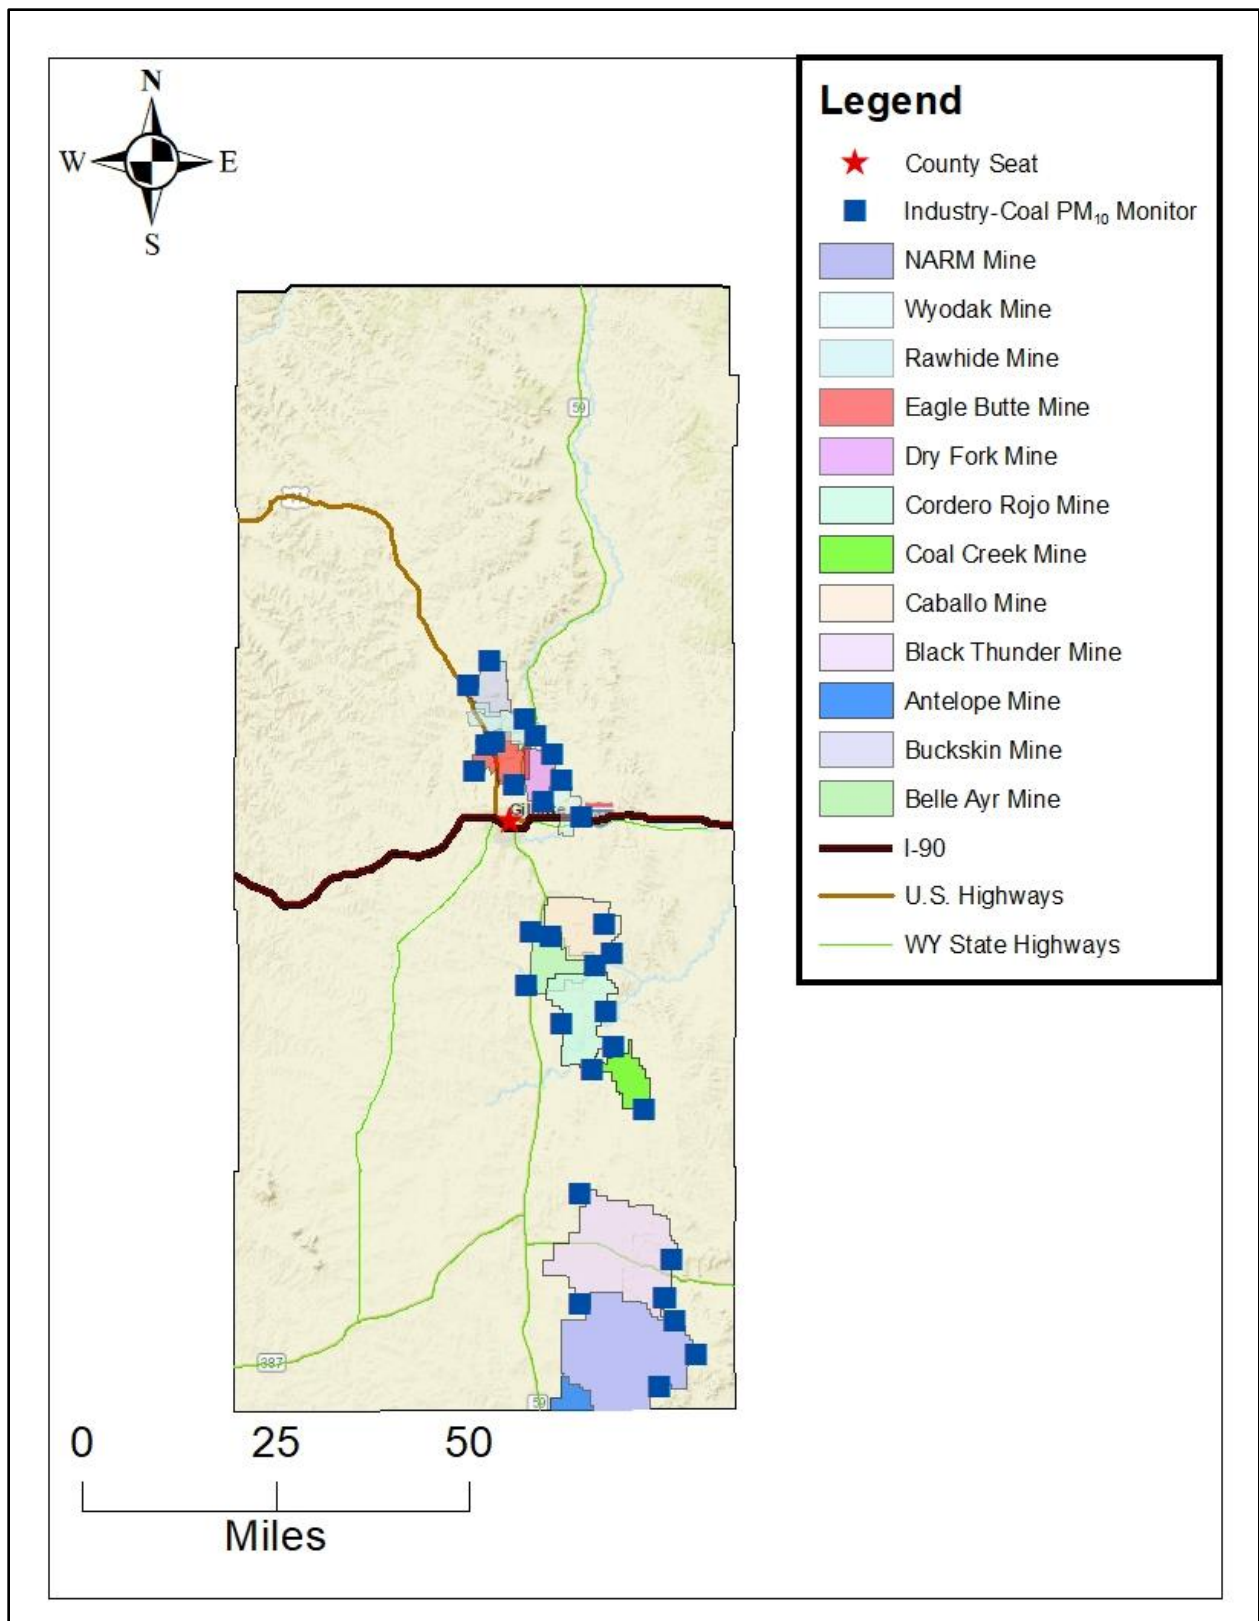 N
W E
S
Legend
County Seat
Industry-Coal PM₁₀ Monitor
NARM Mine
Wyodak Mine
Rawhide Mine
Eagle Butte Mine
Dry Fork Mine
Cordero Rojo Mine
Coal Creek Mine
Caballo Mine
Black Thunder Mine
Antelope Mine
Buckskin Mine
Belle Ayr Mine
I-90
U.S. Highways
WY State Highways
59
387
59
0 25 50
Miles